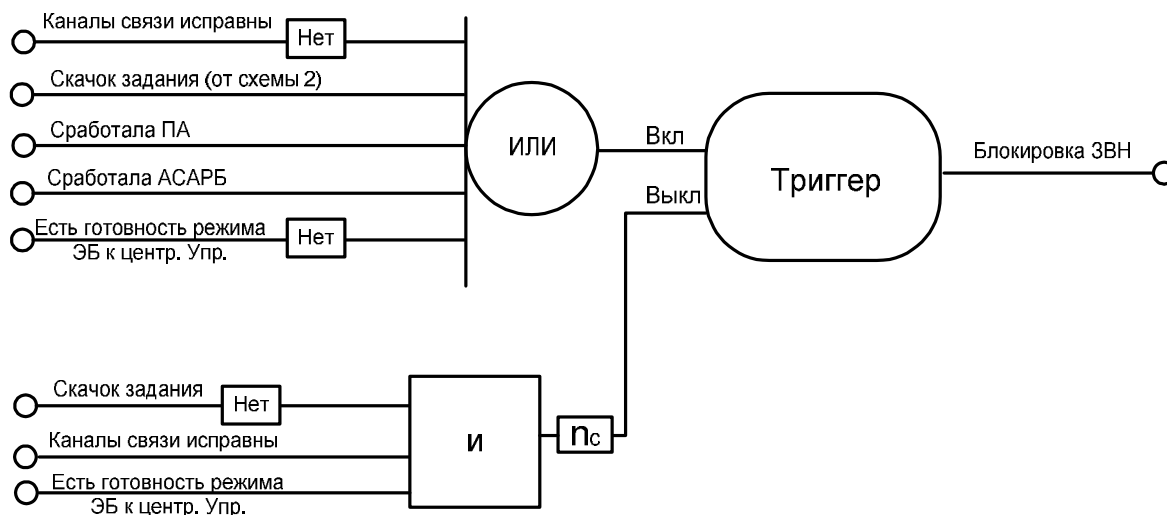 Каналы связи исправны
Нет
Скачок задания (от схемы 2)
Сработала ПА
Сработала АСАРБ
Есть готовность режима
ЭБ к центр. Упр.
Нет
ИЛИ
Вкл
Выкл
Триггер
Блокировка ЗВН
Скачок задания
Нет
Каналы связи исправны
Есть готовность режима
ЭБ к центр. Упр.
и
nс